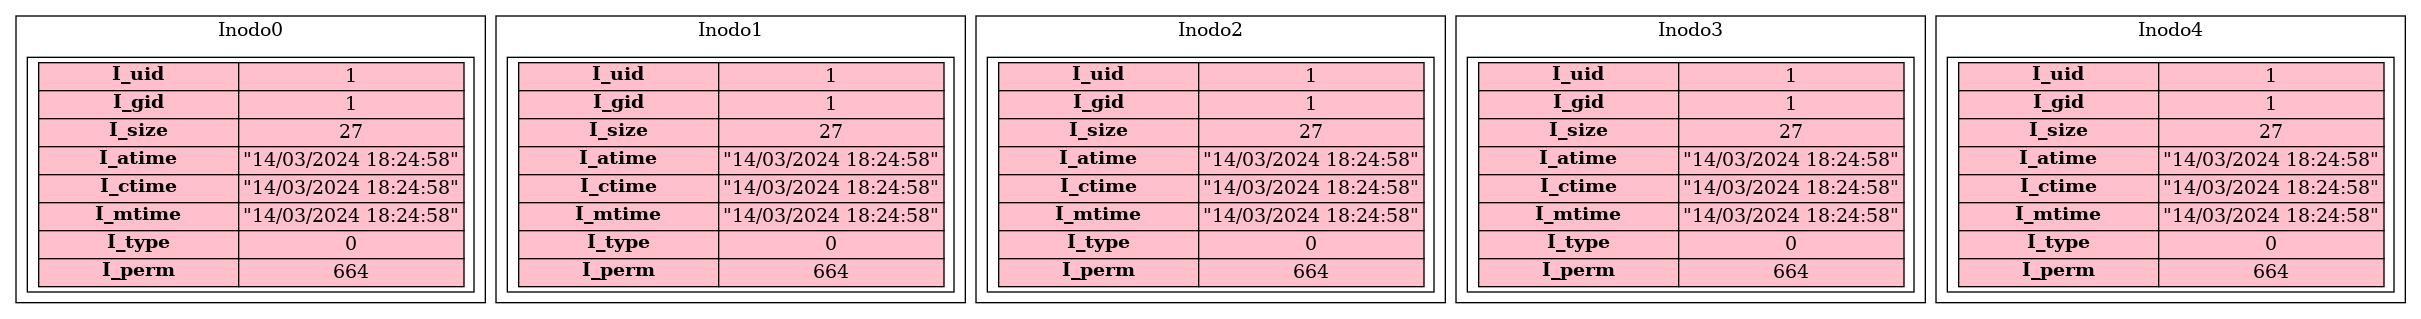 Inodo0
I_uid 1
I_gid 1
I_size 27
I_atime "14/03/2024 18:24:58"
I_ctime "14/03/2024 18:24:58"
I_mtime "14/03/2024 18:24:58"
I_type 0
I_perm 664
Inodo1
I_uid 1
I_gid 1
I_size 27
I_atime "14/03/2024 18:24:58"
I_ctime "14/03/2024 18:24:58"
I_mtime "14/03/2024 18:24:58"
I_type 0
I_perm 664
Inodo2
I_uid 1
I_gid 1
I_size 27
I_atime "14/03/2024 18:24:58"
I_ctime "14/03/2024 18:24:58"
I_mtime "14/03/2024 18:24:58"
I_type 0
I_perm 664
Inodo3
I_uid 1
I_gid 1
I_size 27
I_atime "14/03/2024 18:24:58"
I_ctime "14/03/2024 18:24:58"
I_mtime "14/03/2024 18:24:58"
I_type 0
I_perm 664
Inodo4
I_uid 1
I_gid 1
I_size 27
I_atime "14/03/2024 18:24:58"
I_ctime "14/03/2024 18:24:58"
I_mtime "14/03/2024 18:24:58"
I_type 0
I_perm 664